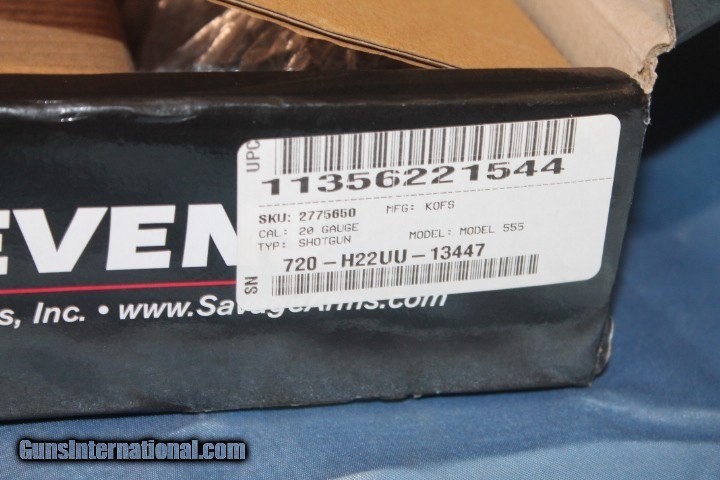 UPC
11356221544
SKU: 2775650 MFG: KOFS
CAL: 20 GAUGE
TYP: SHOTGUN MODEL: MODEL 555
SN 720-H22UU-13447
EVEN
s, Inc. • www.SavageArms.com
GunsInternational.com